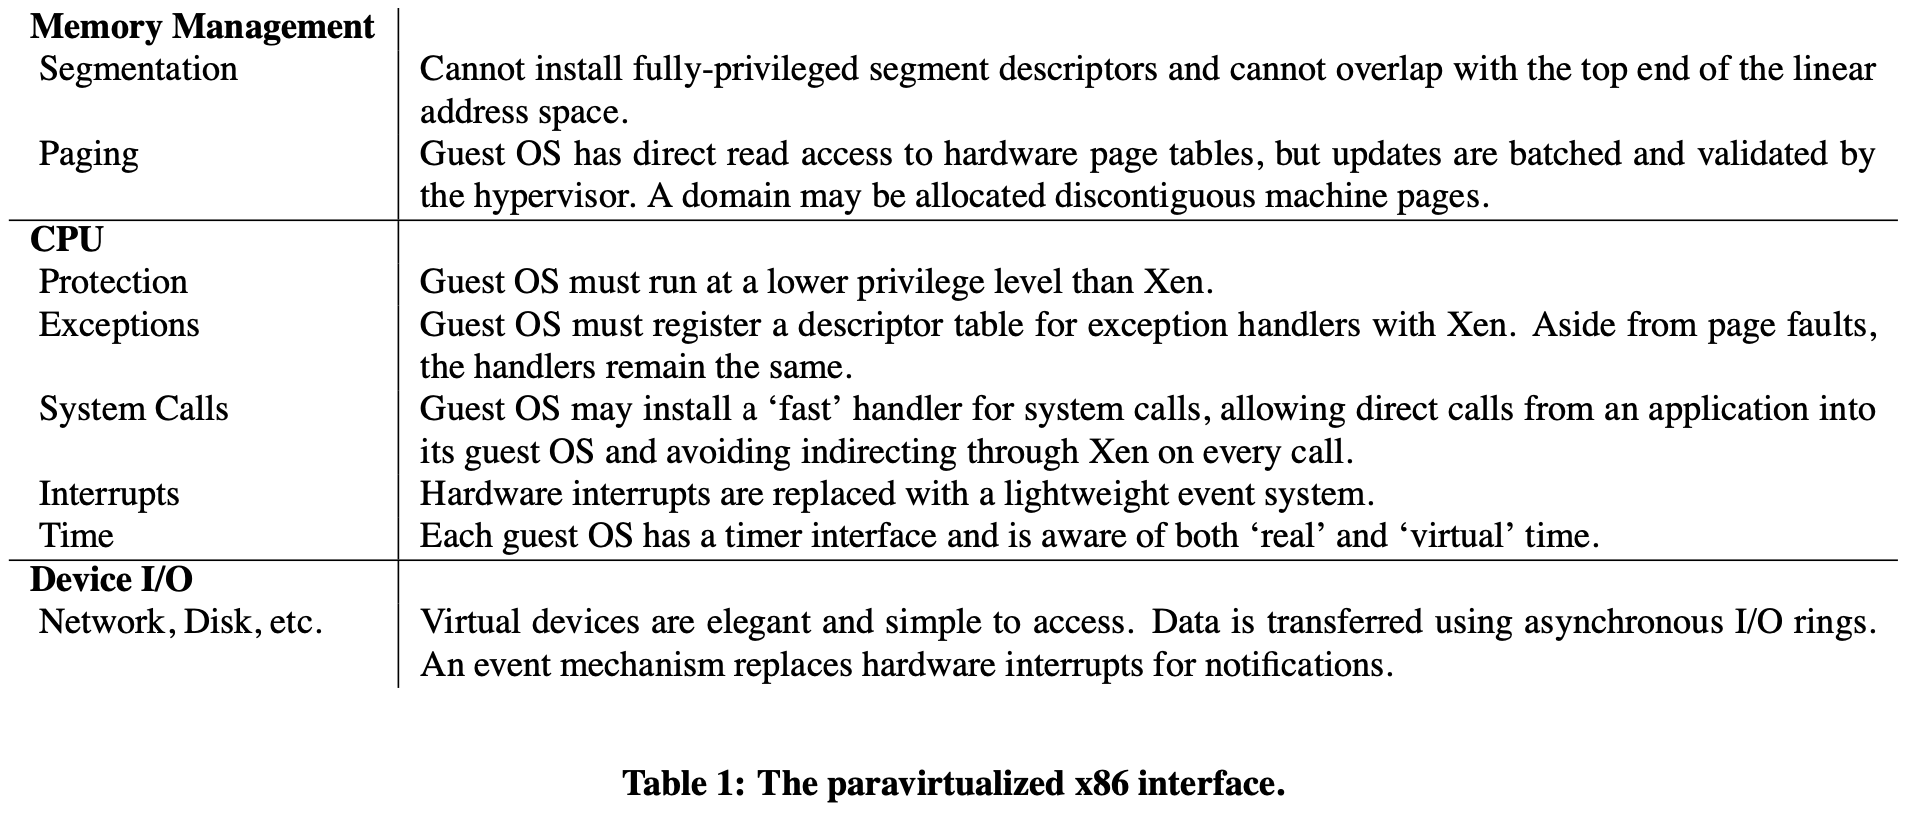 Memory Management
Segmentation Cannot install fully-privileged segment descriptors and cannot overlap with the top end of the linear
address space.
Paging Guest OS has direct read access to hardware page tables, but updates are batched and validated by
the hypervisor. A domain may be allocated discontiguous machine pages.
CPU
Protection Guest OS must run at a lower privilege level than Xen.
Exceptions Guest OS must register a descriptor table for exception handlers with Xen. Aside from page faults,
the handlers remain the same.
System Calls Guest OS may install a ‘fast’ handler for system calls, allowing direct calls from an application into
its guest OS and avoiding indirecting through Xen on every call.
Interrupts Hardware interrupts are replaced with a lightweight event system.
Time Each guest OS has a timer interface and is aware of both ‘real’ and ‘virtual’ time.
Device I/O
Network, Disk, etc. Virtual devices are elegant and simple to access. Data is transferred using asynchronous I/O rings.
An event mechanism replaces hardware interrupts for notifications.
Table 1: The paravirtualized x86 interface.